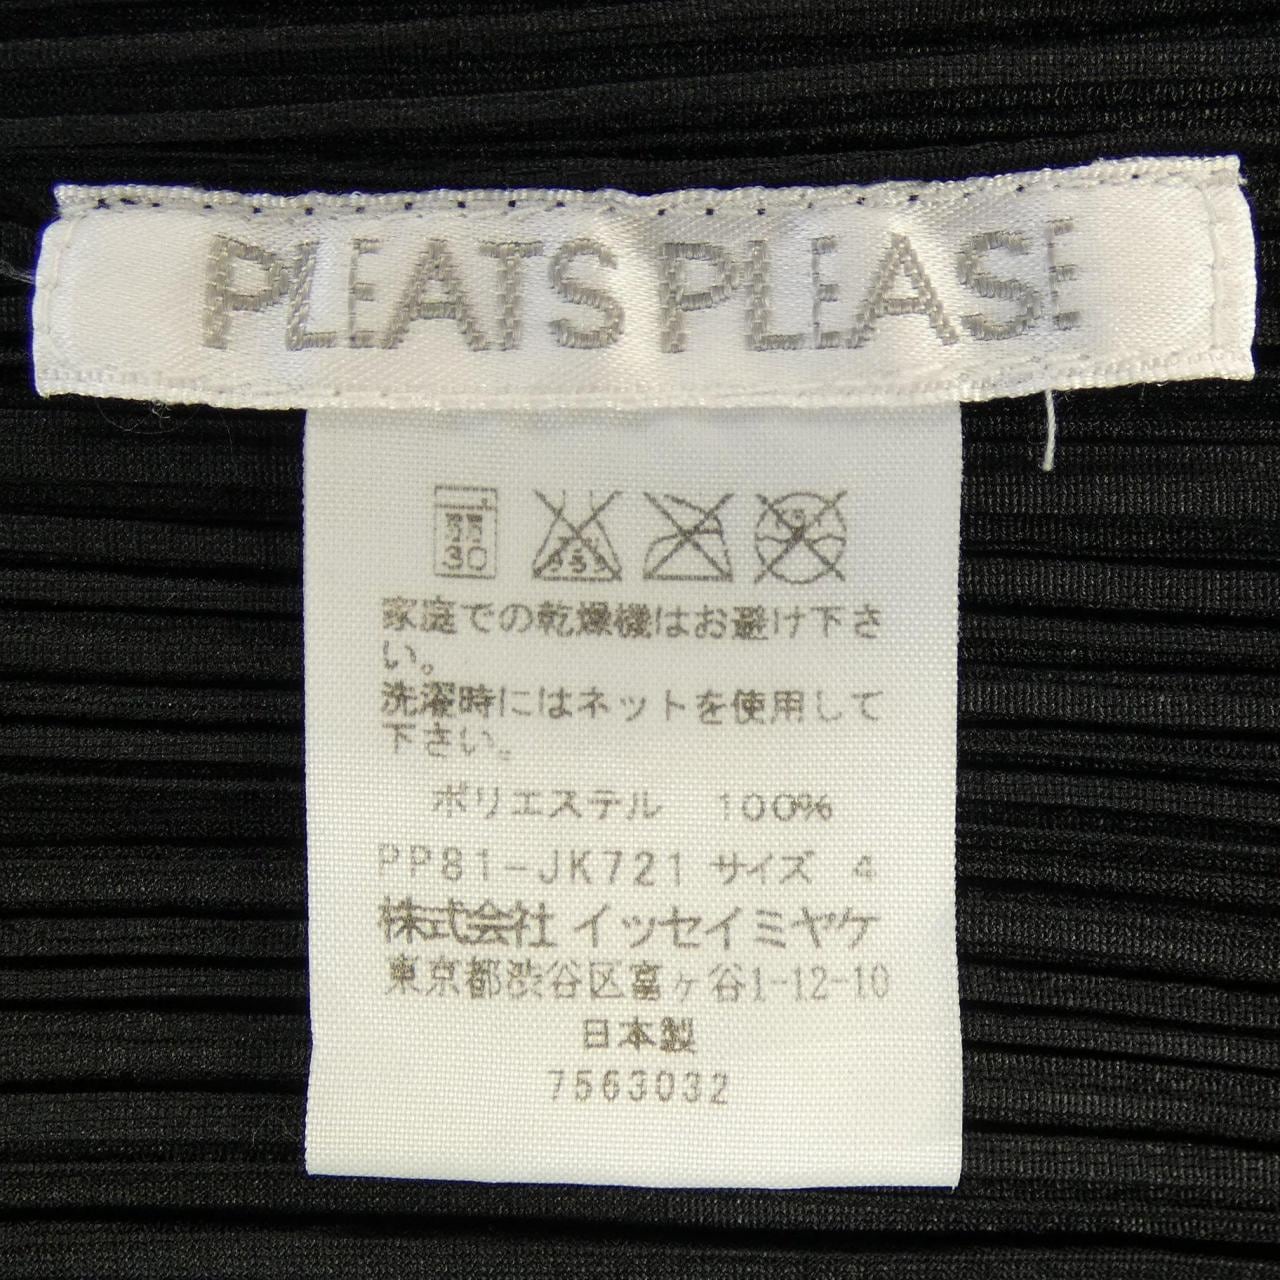 PLEATS PLEASE
30
家庭での乾燥機はお避け下さ
い。
洗濯時にはネットを使用して
下さい。
ポリエステル 100%
PP81-JK721 サイズ 4
株式会社 イッセイミヤケ
東京都渋谷区富ヶ谷1-12-10
日本製
7563032